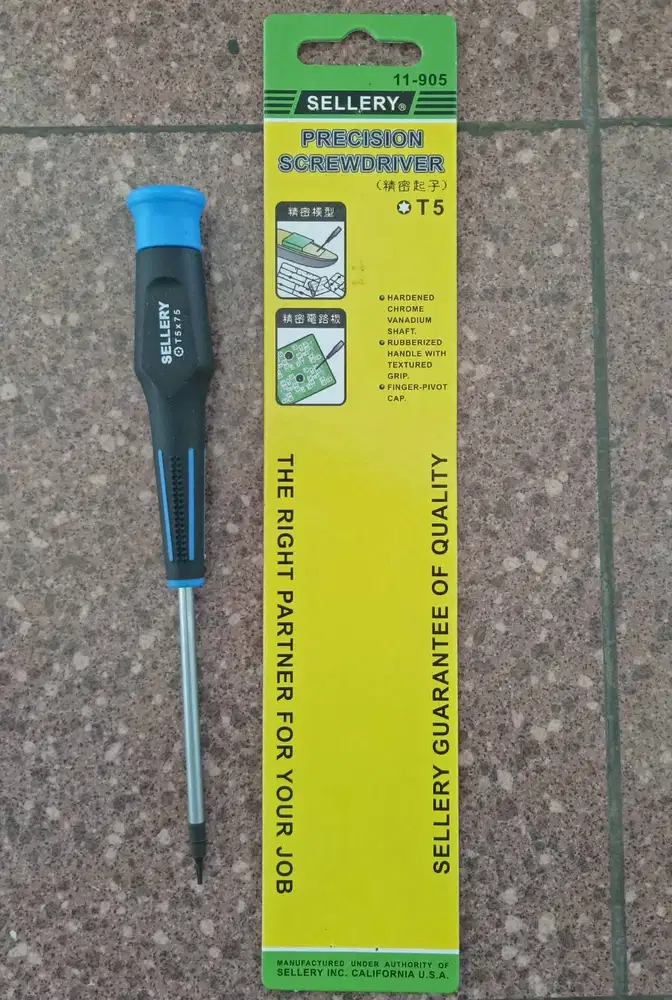 11-905
SELLERY®
PRECISION
SCREWDRIVER
(精密起子)
T5
精密模型
精密電路板
HARDENED
CHROME
VANADIUM
SHAFT.
RUBBERIZED
HANDLE WITH
TEXTURED
GRIP.
FINGER-PIVOT
CAP.
THE RIGHT PARTNER FOR YOUR JOB
SELLERY GUARANTEE OF QUALITY
MANUFACTURED UNDER AUTHORITY OF
SELLERY INC. CALIFORNIA U.S.A.
SELLERY
T5x75